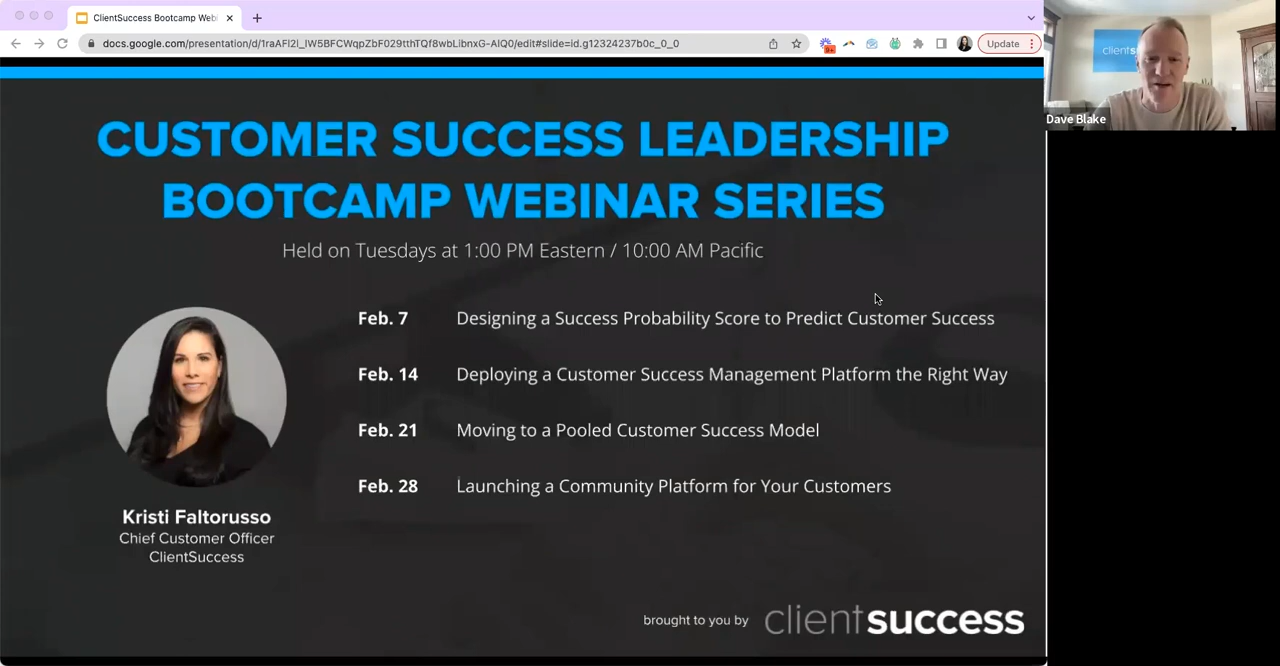 ClientSuccess Bootcamp Webi
docs.google.com/presentation/d/1raAFl2l_IW5BFCWqpZbF029tthTQf8wbLibnxG-AlQ0/edit#slide=id.g12324237b0c_0_0
Update
client
Dave Blake
CUSTOMER SUCCESS LEADERSHIP
BOOTCAMP WEBINAR SERIES
Held on Tuesdays at 1:00 PM Eastern / 10:00 AM Pacific
Feb. 7 Designing a Success Probability Score to Predict Customer Success
Feb. 14 Deploying a Customer Success Management Platform the Right Way
Feb. 21 Moving to a Pooled Customer Success Model
Feb. 28 Launching a Community Platform for Your Customers
Kristi Faltorusso
Chief Customer Officer
ClientSuccess
brought to you by clientsuccess